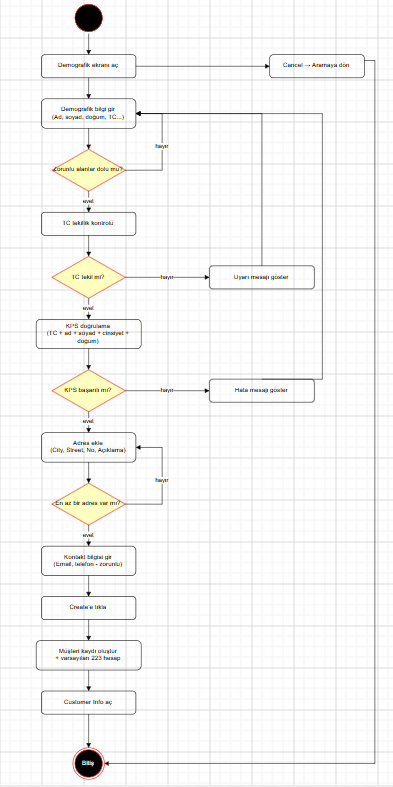 Demografik ekranı aç
Cancel → Aramaya dön
Demografik bilgi gir
(Ad, soyad, doğum, TC...)
hayır
Zorunlu alanlar dolu mu?
evet
TC tekillik kontrolü
TC tekil mi?
hayır
Uyarı mesajı göster
evet
KPS doğrulama
(TC + ad + soyad + cinsiyet +
doğum)
KPS başarılı mı?
hayır
Hata mesajı göster
evet
Adres ekle
(City, Street, No, Açıklama)
hayır
En az bir adres var mı?
evet
Kontakt bilgisi gir
(Email, telefon - zorunlu)
Create'e tıkla
Müşteri kaydı oluştur
+ varsayılan 223 hesap
Customer Info aç
Bitiş